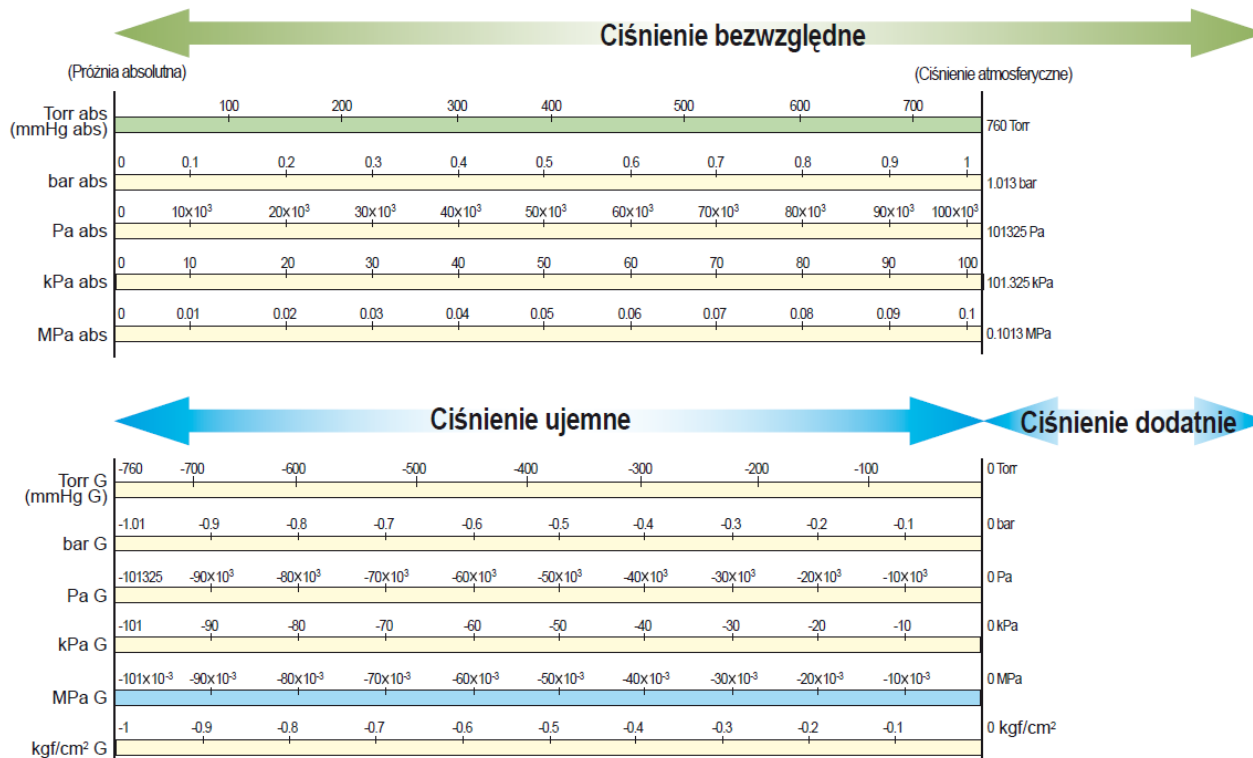 Ciśnienie bezwzględne
(Próżnia absolutna) (Ciśnienie atmosferyczne)
100 200 300 400 500 600 700
Torr abs
(mmHg abs)
760 Torr
0 0.1 0.2 0.3 0.4 0.5 0.6 0.7 0.8 0.9 1
bar abs 1.013 bar
0 10×10³ 20×10³ 30×10³ 40×10³ 50×10³ 60×10³ 70×10³ 80×10³ 90×10³ 100×10³
Pa abs 101325 Pa
0 10 20 30 40 50 60 70 80 90 100
kPa abs 101.325 kPa
0 0.01 0.02 0.03 0.04 0.05 0.06 0.07 0.08 0.09 0.1
MPa abs 0.1013 MPa
Ciśnienie ujemne Ciśnienie dodatnie
-760 -700 -600 -500 -400 -300 -200 -100 0 Torr
Torr G
(mmHg G)
-1.01 -0.9 -0.8 -0.7 -0.6 -0.5 -0.4 -0.3 -0.2 -0.1 0 bar
bar G
-101325 -90×10³ -80×10³ -70×10³ -60×10³ -50×10³ -40×10³ -30×10³ -20×10³ -10×10³ 0 Pa
Pa G
-101 -90 -80 -70 -60 -50 -40 -30 -20 -10 0 kPa
kPa G
-101×10⁻³ -90×10⁻³ -80×10⁻³ -70×10⁻³ -60×10⁻³ -50×10⁻³ -40×10⁻³ -30×10⁻³ -20×10⁻³ -10×10⁻³ 0 MPa
MPa G
-1 -0.9 -0.8 -0.7 -0.6 -0.5 -0.4 -0.3 -0.2 -0.1 0 kgf/cm²
kgf/cm² G